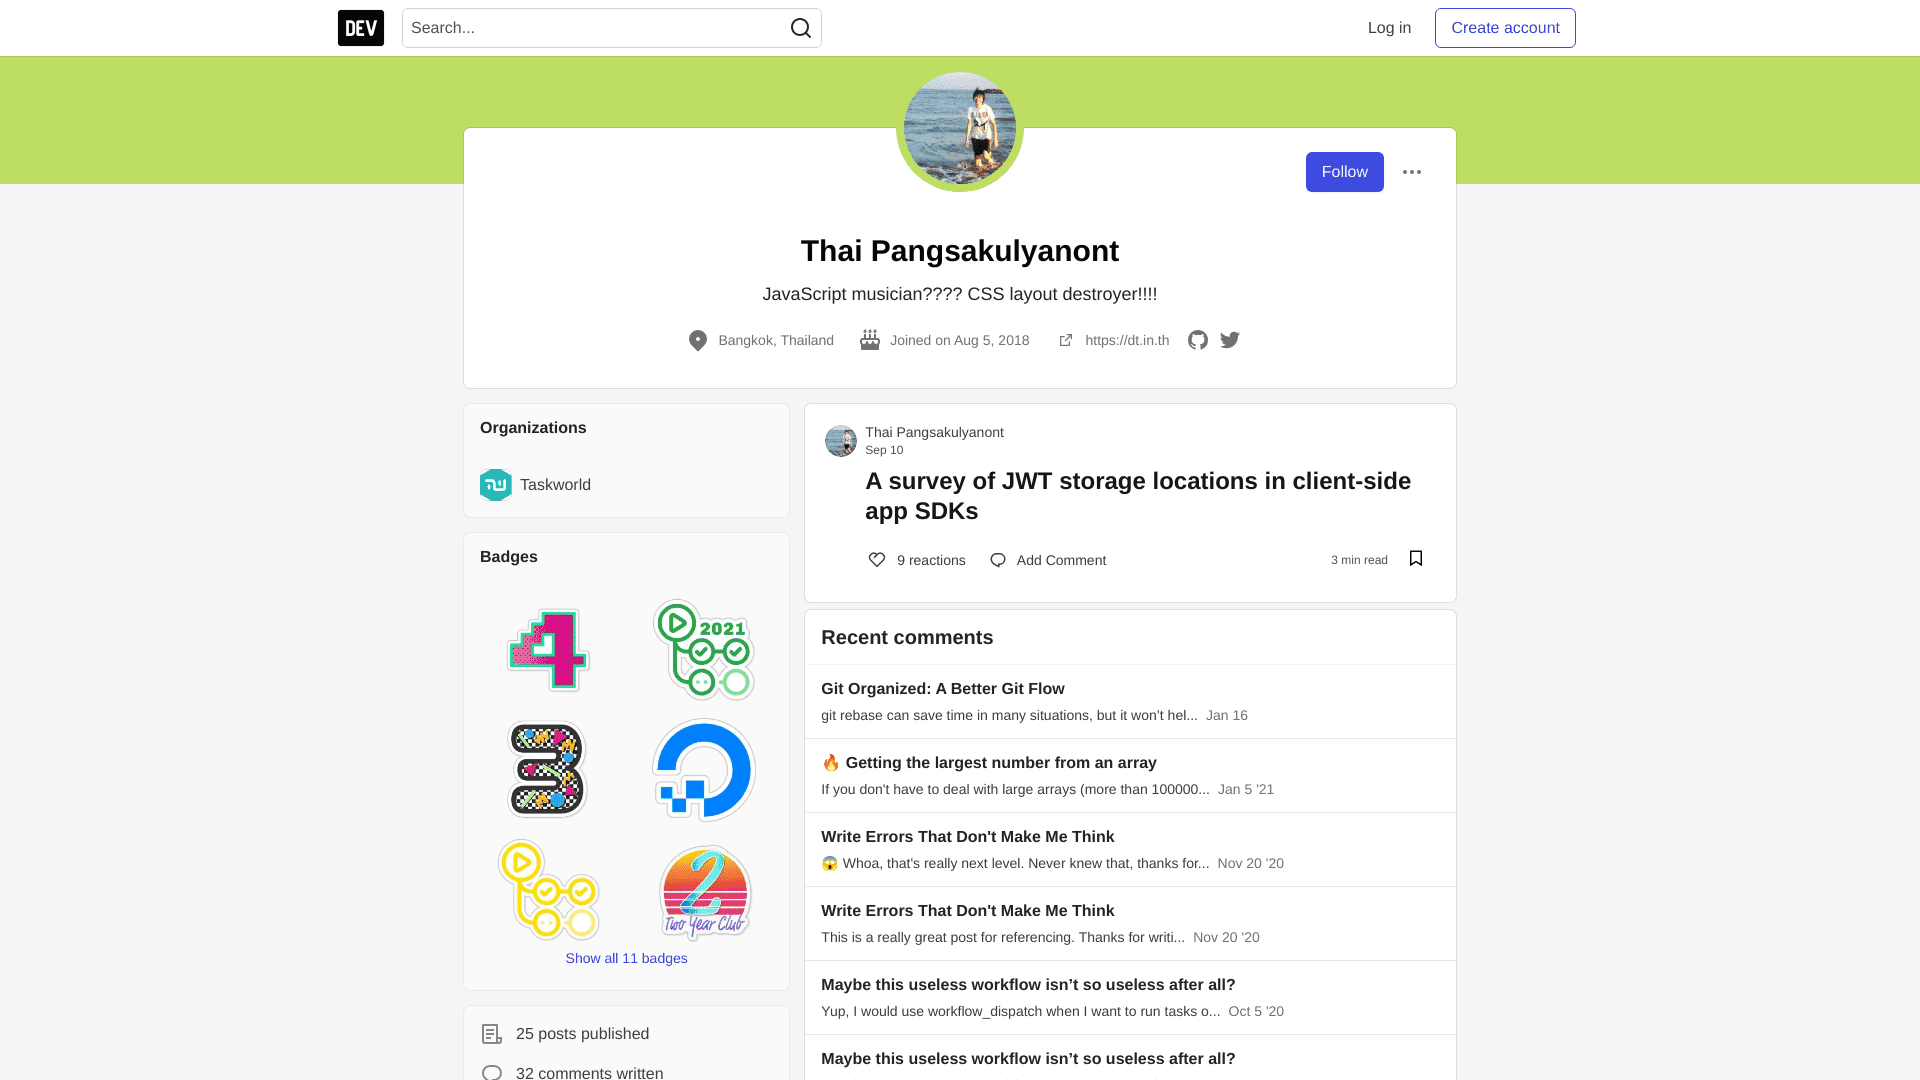 DEV
Search...
Log in
Create account
Follow
Thai Pangsakulyanont
JavaScript musician???? CSS layout destroyer!!!!
Bangkok, Thailand
Joined on Aug 5, 2018
https://dt.in.th
Organizations
Taskworld
Badges
4
2021
3
2
Two Year Club
Show all 11 badges
25 posts published
32 comments written
Thai Pangsakulyanont
Sep 10
A survey of JWT storage locations in client-side
app SDKs
9 reactions
Add Comment
3 min read
Recent comments
Git Organized: A Better Git Flow
git rebase can save time in many situations, but it won’t hel... Jan 16
🔥 Getting the largest number from an array
If you don't have to deal with large arrays (more than 100000... Jan 5 '21
Write Errors That Don't Make Me Think
😱 Whoa, that's really next level. Never knew that, thanks for... Nov 20 '20
Write Errors That Don't Make Me Think
This is a really great post for referencing. Thanks for writi... Nov 20 '20
Maybe this useless workflow isn’t so useless after all?
Yup, I would use workflow_dispatch when I want to run tasks o... Oct 5 '20
Maybe this useless workflow isn’t so useless after all?